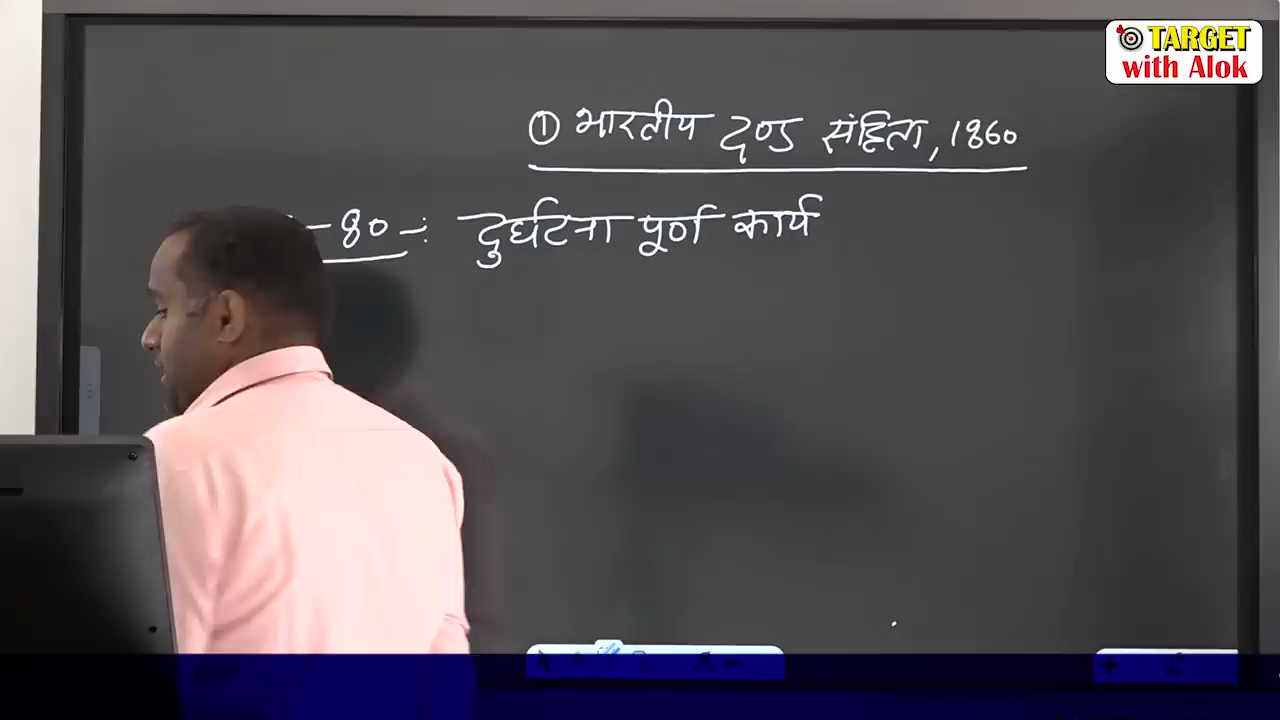 TARGET
with Alok
① भारतीय दण्ड संहिता, 1860
-80-: दुर्घटना पूर्ण कार्य